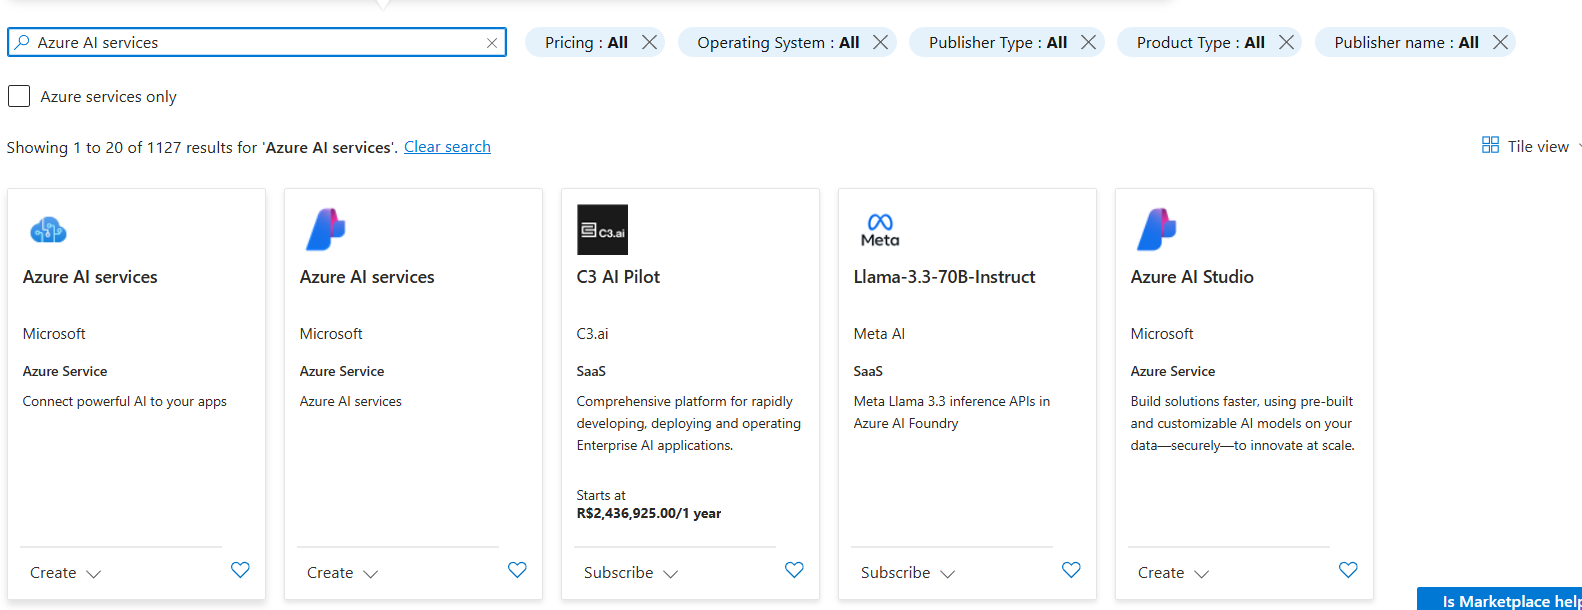 Azure AI services
Pricing : All
Operating System : All
Publisher Type : All
Product Type : All
Publisher name : All
Azure services only
Showing 1 to 20 of 1127 results for 'Azure AI services'. Clear search
Tile view
Azure AI services
Microsoft
Azure Service
Connect powerful AI to your apps
Create
Azure AI services
Microsoft
Azure Service
Azure AI services
Create
C3.ai
C3 AI Pilot
C3.ai
SaaS
Comprehensive platform for rapidly
developing, deploying and operating
Enterprise AI applications.
Starts at
R$2,436,925.00/1 year
Subscribe
Meta
Llama-3.3-70B-Instruct
Meta AI
SaaS
Meta Llama 3.3 inference APIs in
Azure AI Foundry
Subscribe
Azure AI Studio
Microsoft
Azure Service
Build solutions faster, using pre-built
and customizable AI models on your
data—securely—to innovate at scale.
Create
Is Marketplace help